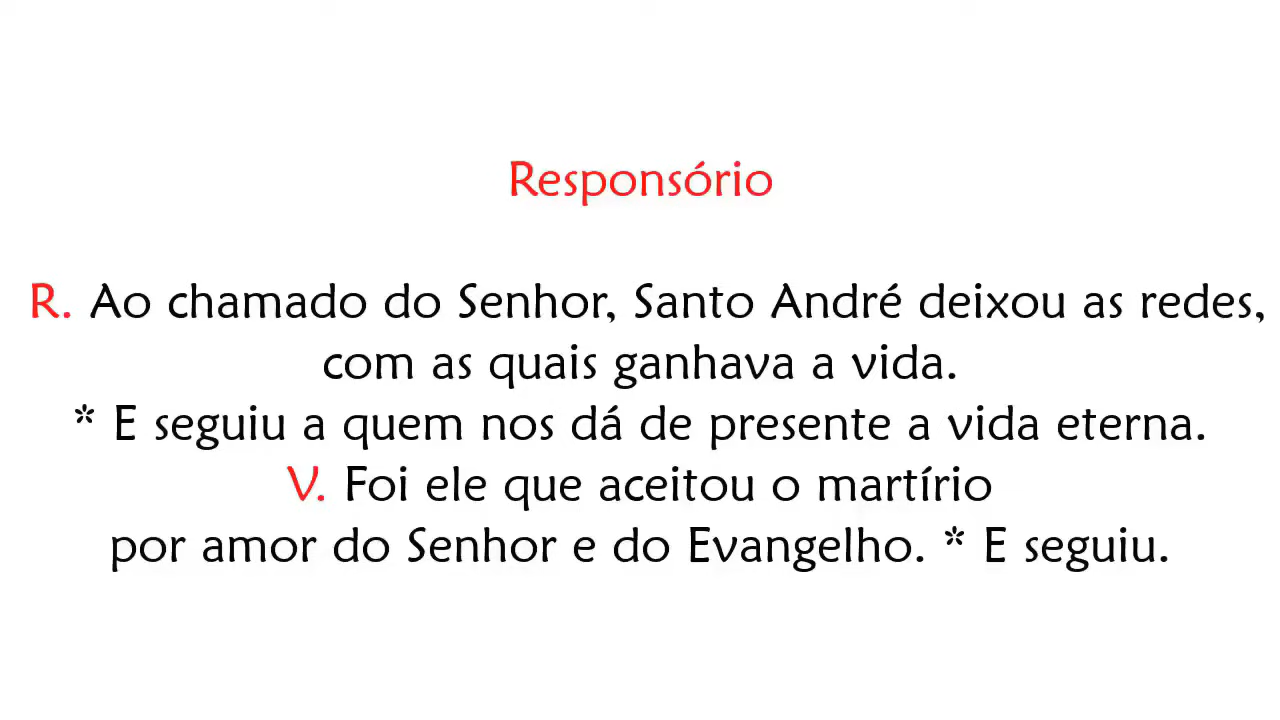 Responsório
R. Ao chamado do Senhor, Santo André deixou as redes,
com as quais ganhava a vida.
* E seguiu a quem nos dá de presente a vida eterna.
V. Foi ele que aceitou o martírio
por amor do Senhor e do Evangelho. * E seguiu.